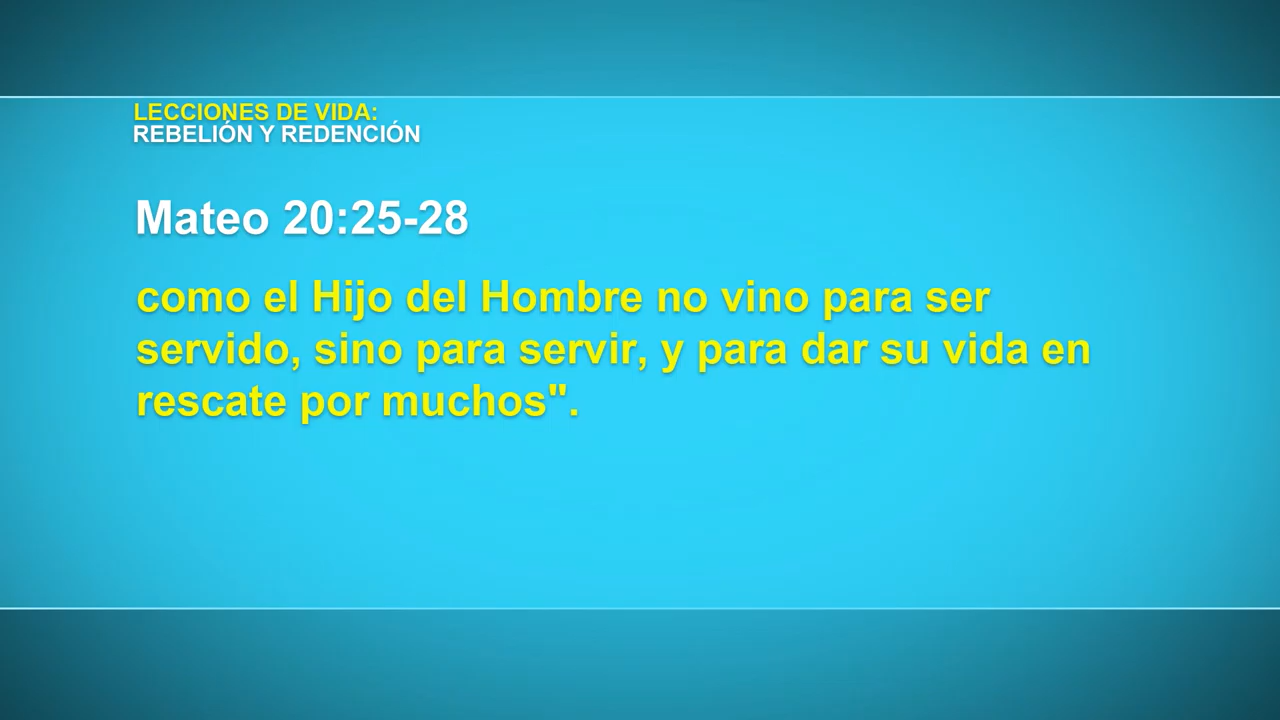 LECCIONES DE VIDA:
REBELIÓN Y REDENCIÓN
Mateo 20:25-28
como el Hijo del Hombre no vino para ser
servido, sino para servir, y para dar su vida en
rescate por muchos".